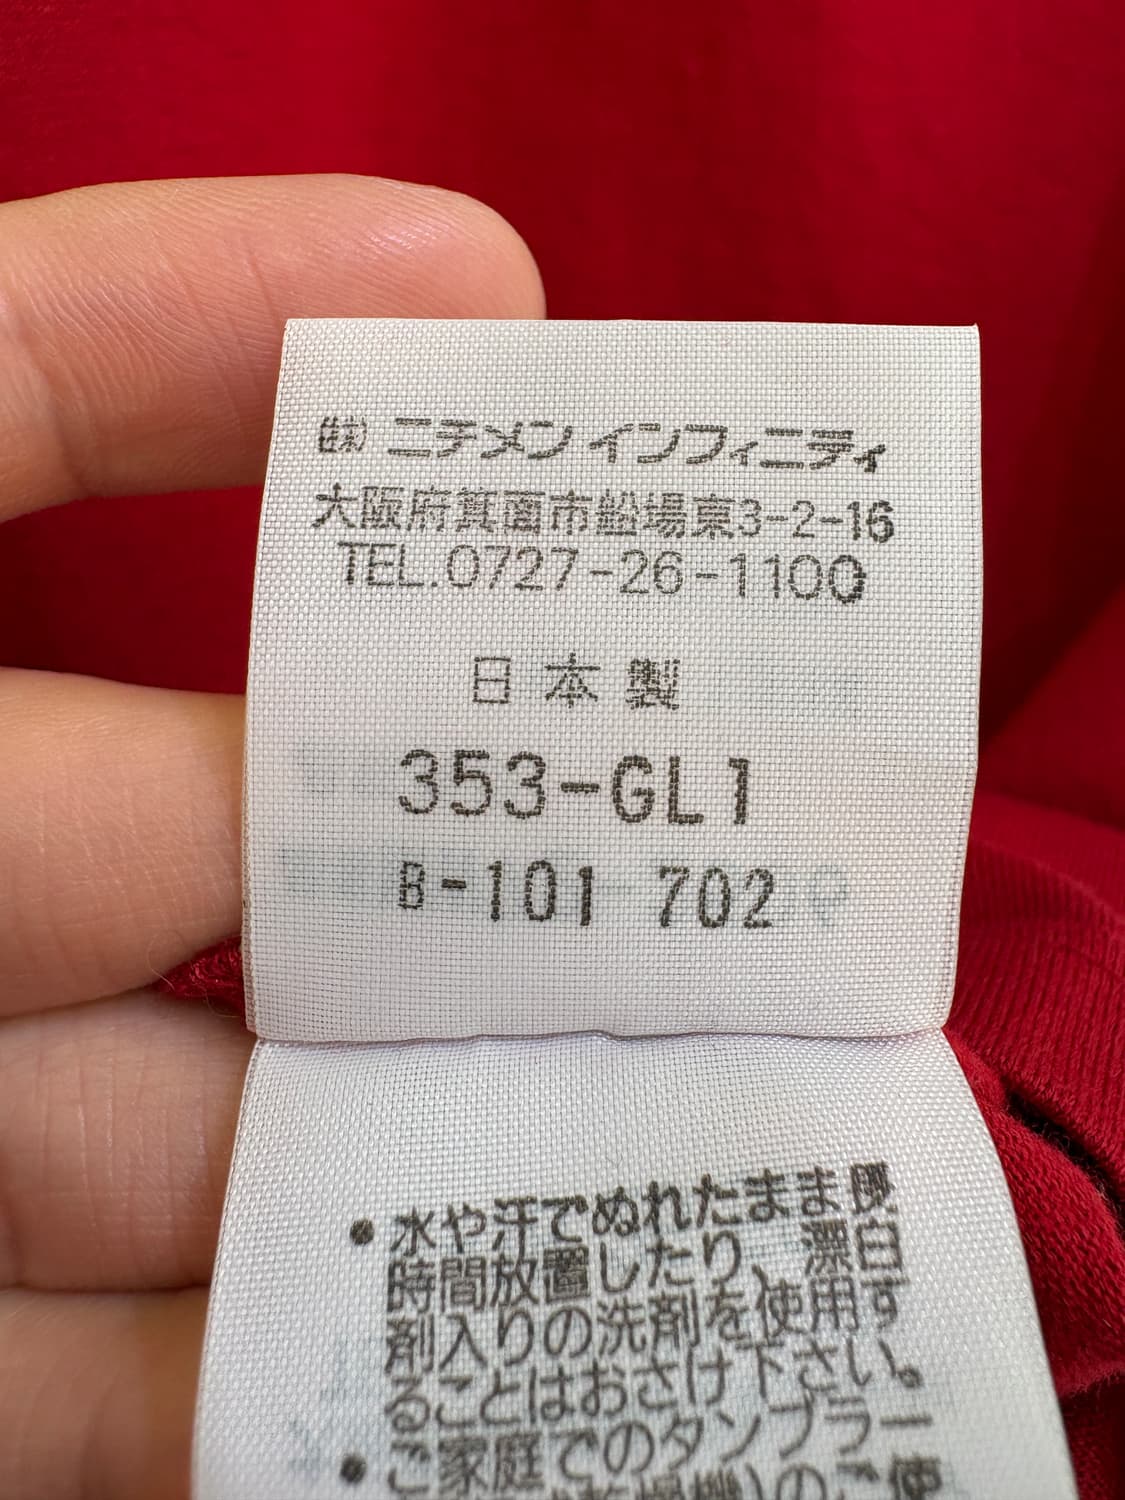 ㈱ ニチメン インフィニティ
大阪府箕面市船場東3-2-16
TEL.0727-26-1100
日本製
353-GL1
B-101 702
• 水や汗でぬれたまま長
時間放置したり、漂白
剤入りの洗剤を使用す
ることはおさけ下さい。
• ご家庭でのタンブラー